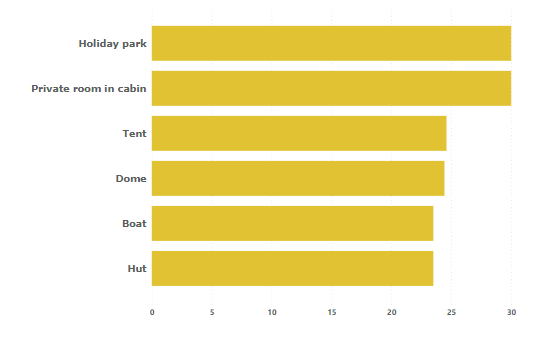 Holiday park
Private room in cabin
Tent
Dome
Boat
Hut
0 5 10 15 20 25 30